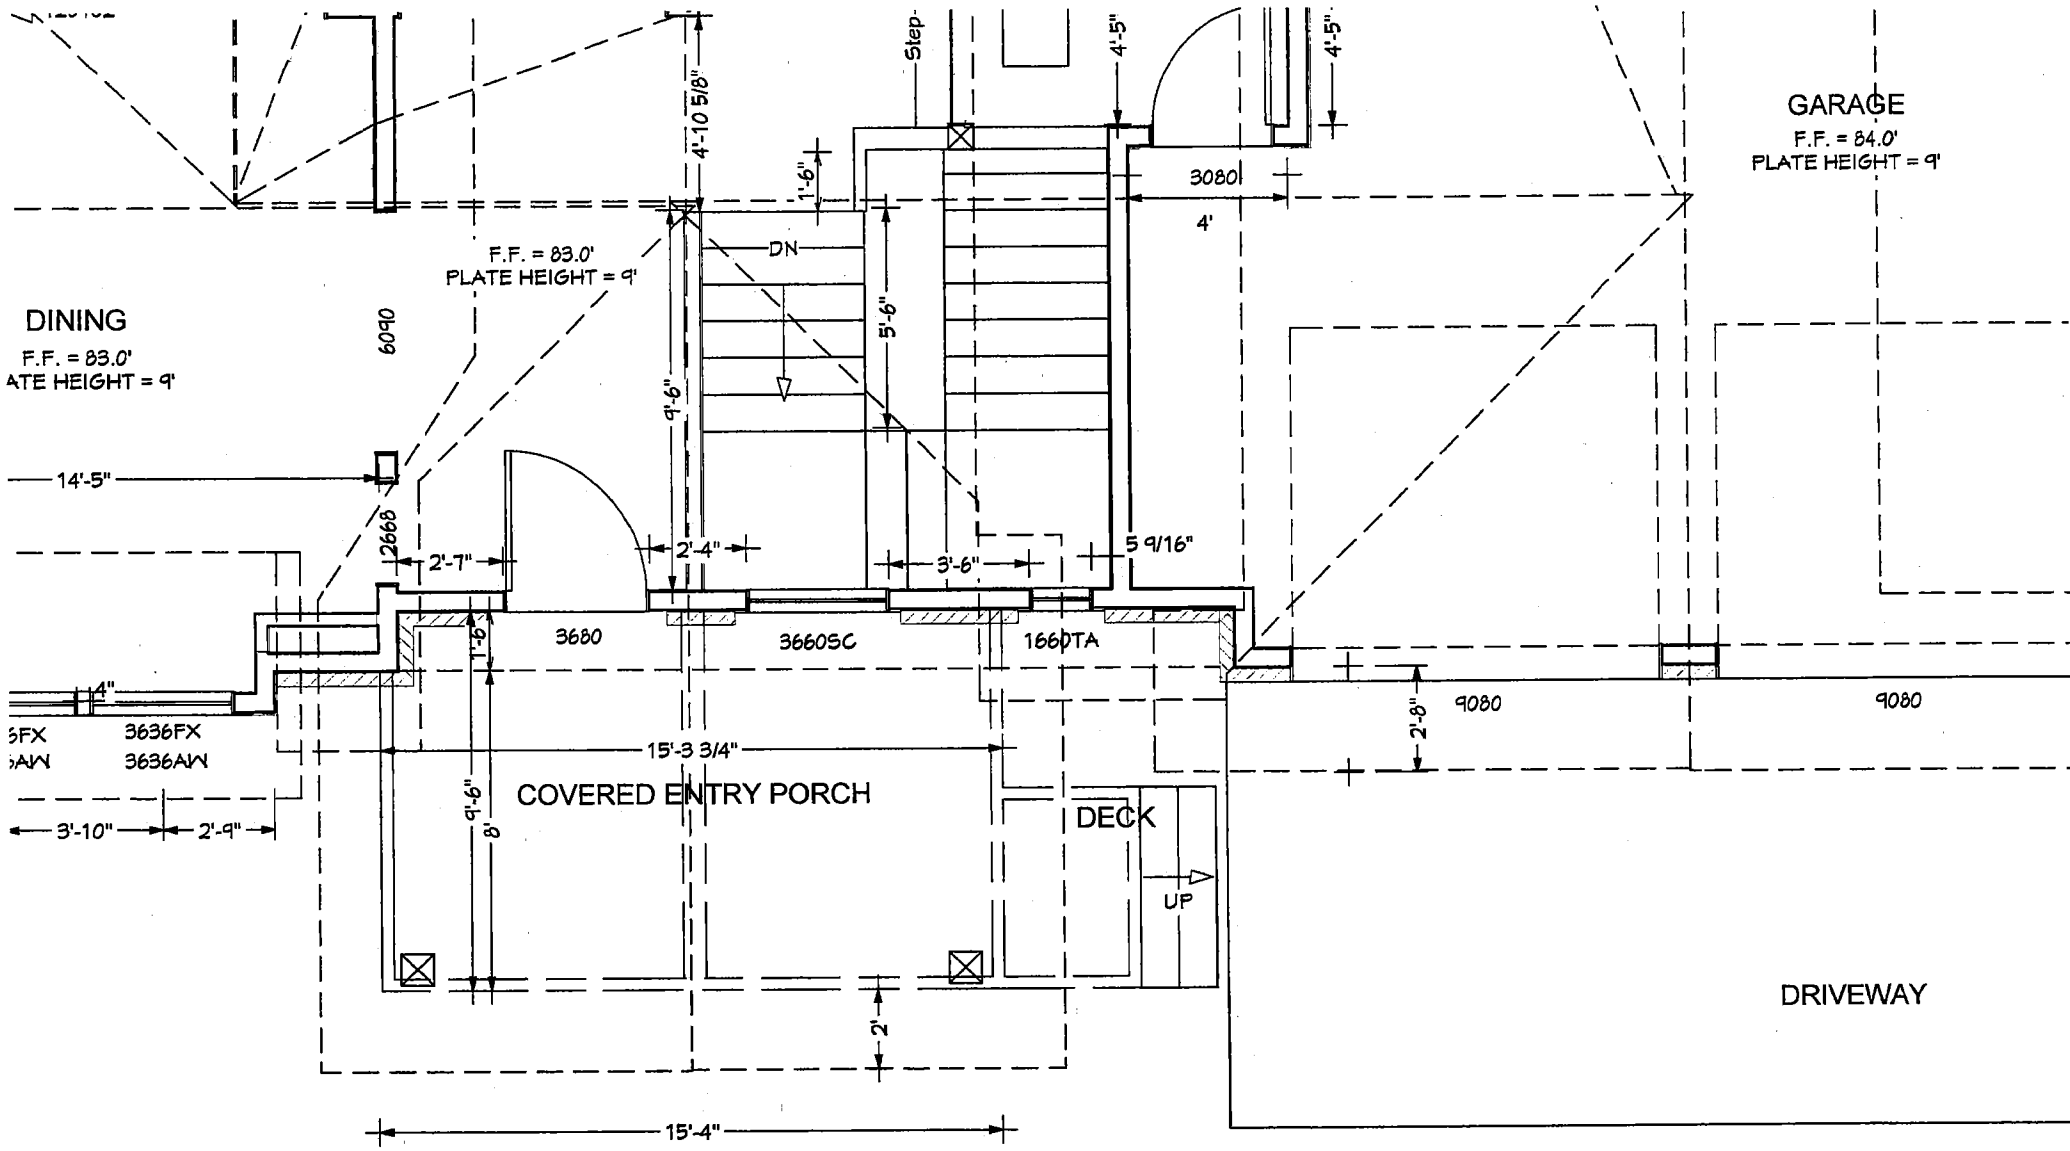 Step
4'-5"
4'-5"
4'-10 5/8"
GARAGE
F.F. = 84.0'
PLATE HEIGHT = 9'
1'-6"
3080
4'
DN
F.F. = 83.0'
PLATE HEIGHT = 9'
DINING
F.F. = 83.0'
ATE HEIGHT = 9'
6090
5'-6"
9'-6"
14'-5"
2668
2'-7"
2'-4"
3'-6"
5 9/16"
1'-6"
3680
3660SC
1660TA
4"
3636FX
3636AW
2'-8"
9080
9080
15'-3 3/4"
COVERED ENTRY PORCH
9'-6"
8'
DECK
3'-10"
2'-9"
UP
DRIVEWAY
2'
15'-4"